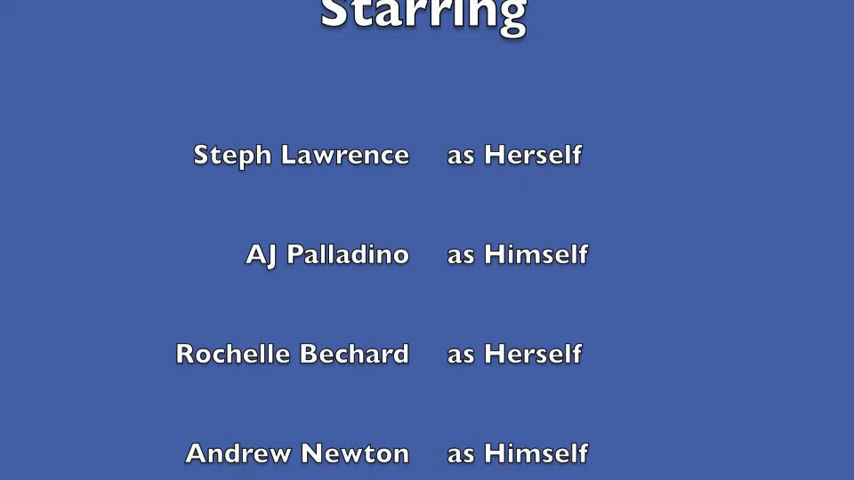 Starring
Steph Lawrence as Herself
AJ Palladino as Himself
Rochelle Bechard as Herself
Andrew Newton as Himself